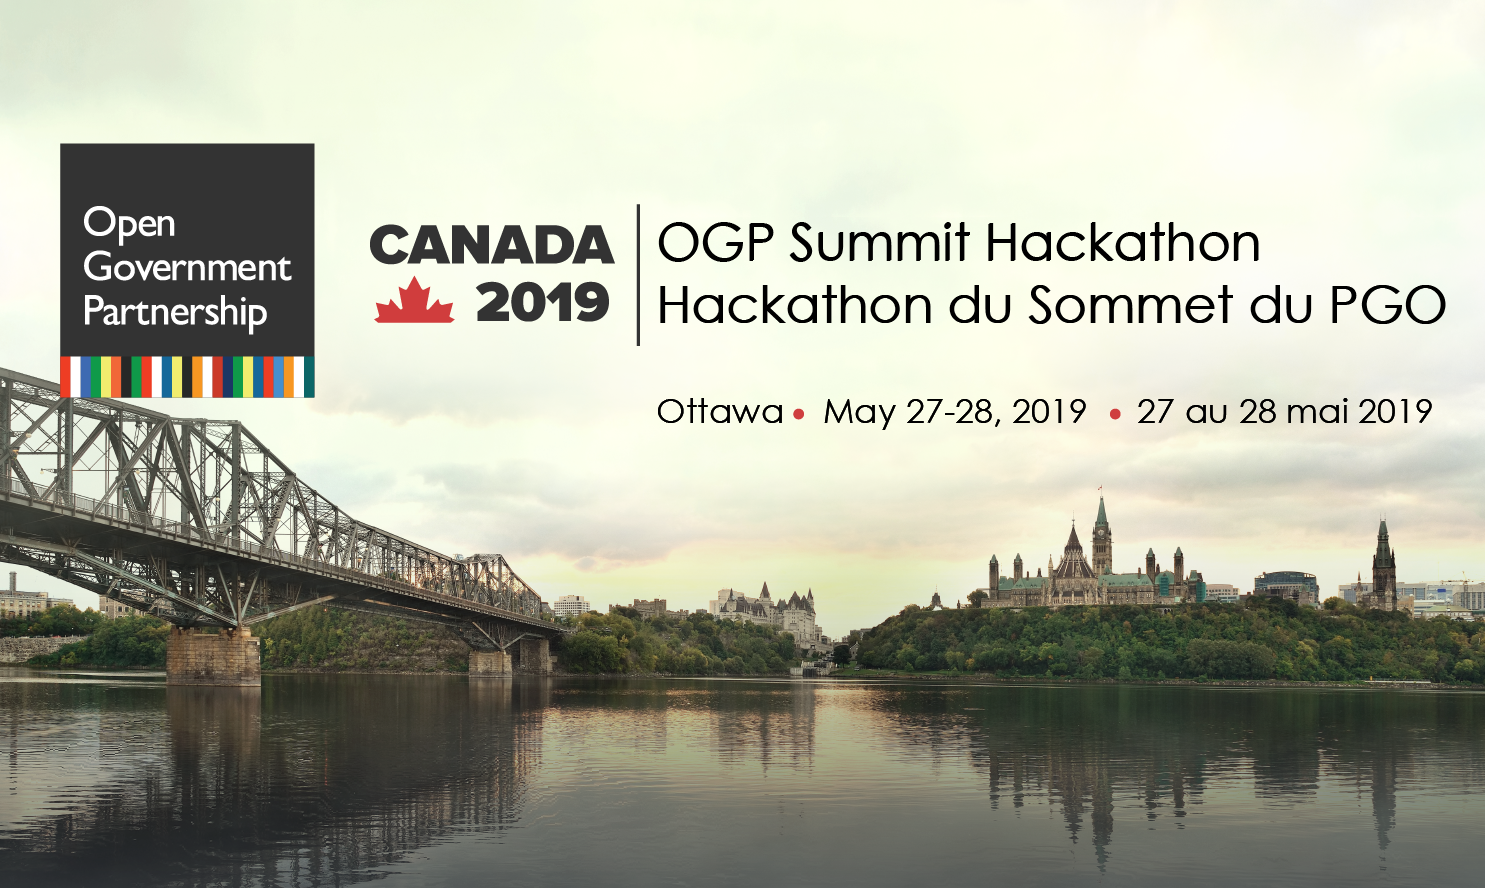 Open
Government
Partnership
CANADA
2019
OGP Summit Hackathon
Hackathon du Sommet du PGO
Ottawa • May 27-28, 2019 • 27 au 28 mai 2019